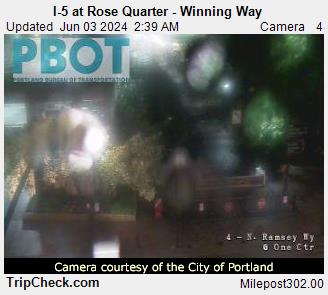 I-5 at Rose Quarter - Winning Way
Updated Jun 03 2024 2:39 AM Camera 4
PBOT
PORTLAND BUREAU OF TRANSPORTATION
4 - N. Ramsey Wy
@ One Ctr
Camera courtesy of the City of Portland
TripCheck.com Milepost302.00